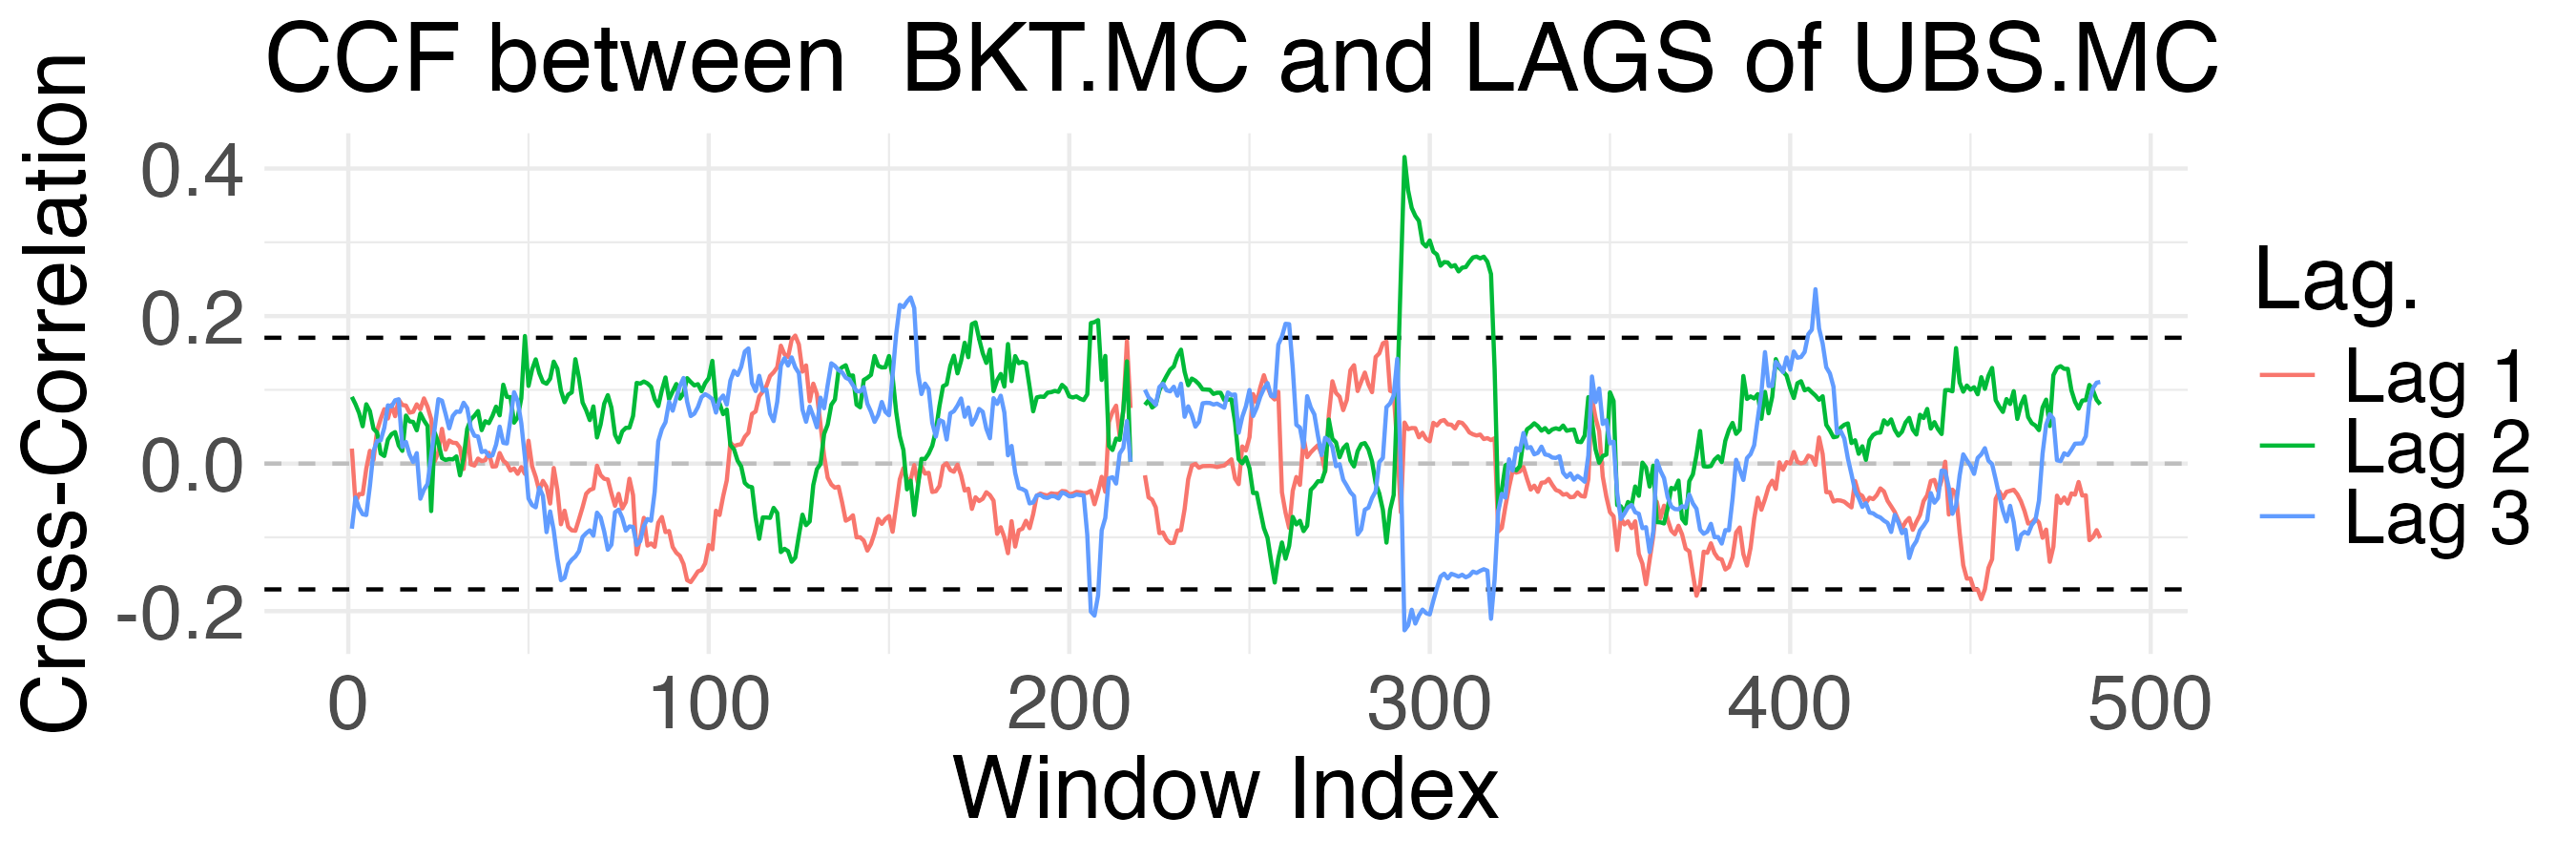 CCF between  BKT.MC and LAGS of UBS.MC
Cross-Correlation
0.4
0.2
0.0
-0.2
0
100
200
300
400
500
Window Index
Lag.
Lag 1
Lag 2
Lag 3